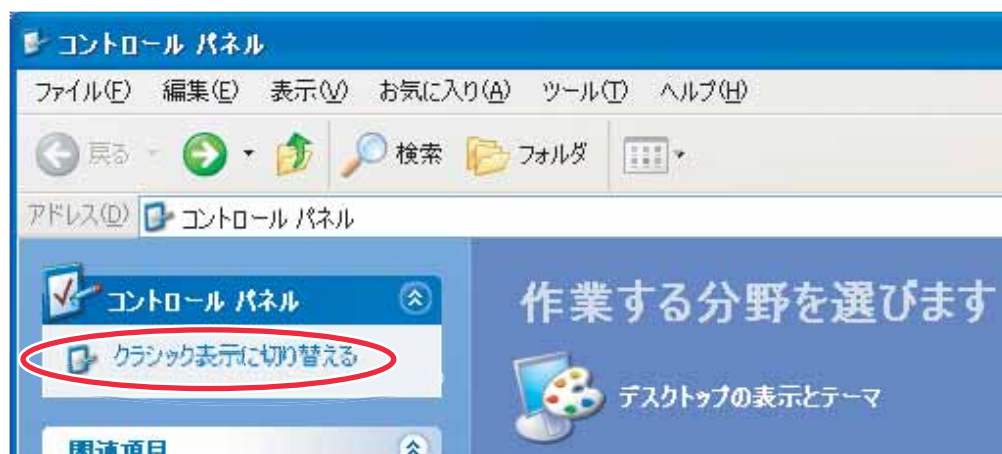 コントロール パネル
ファイル(F) 編集(E) 表示(V) お気に入り(A) ツール(T) ヘルプ(H)
戻る 検索 フォルダ
アドレス(D) コントロール パネル
コントロール パネル
クラシック表示に切り替える
関連項目
作業する分野を選びます
デスクトップの表示とテーマ